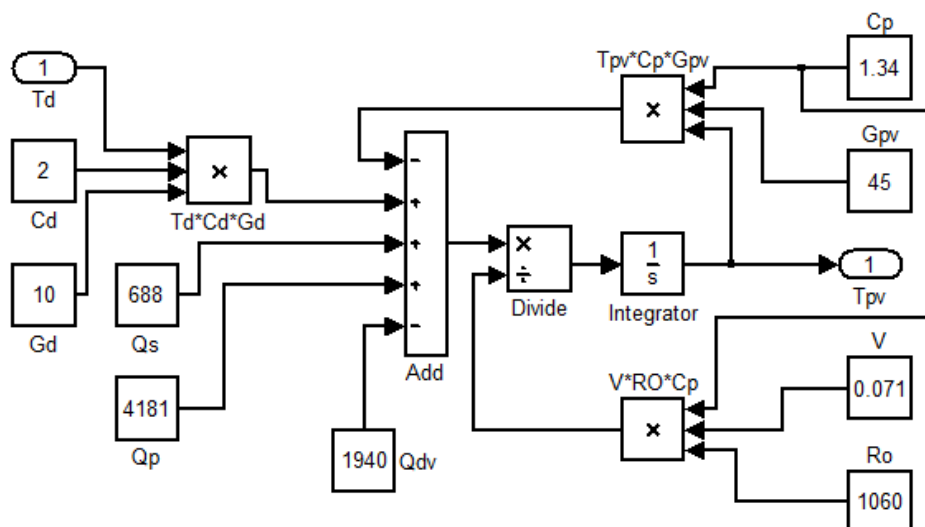 Cp
1.34
Tpv*Cp*Gpv
×
1
Td
Gpv
45
2
Cd
×
Td*Cd*Gd
−
+
+
+
−
Add
×
÷
Divide
1
s
Integrator
1
Tpv
10
Gd
688
Qs
V
0.071
V*RO*Cp
×
4181
Qp
1940
Qdv
Ro
1060